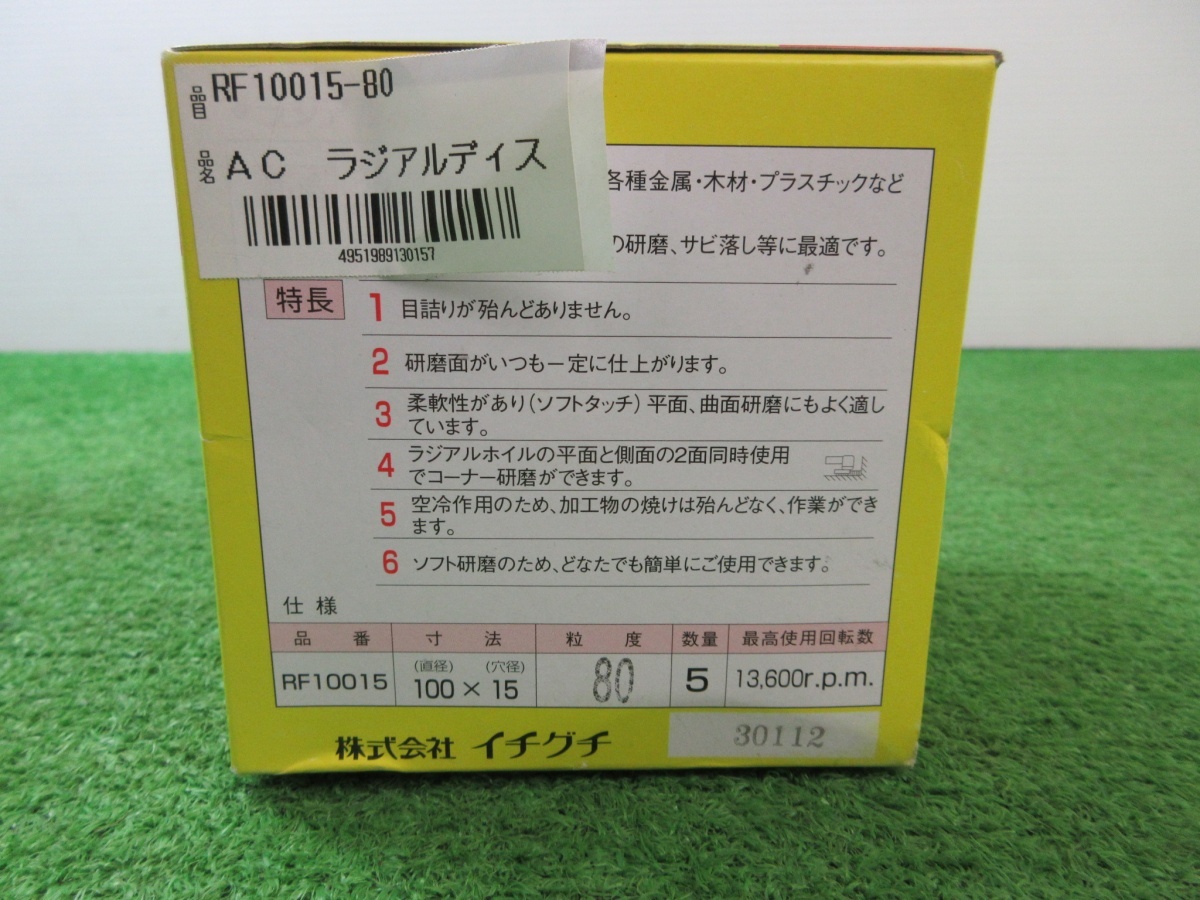 品目 RF10015-80
品名 AC ラジアルディス
4951989130157
各種金属・木材・プラスチックなど
の研磨、サビ落し等に最適です。
特長
1 目詰りが殆んどありません。
2 研磨面がいつも一定に仕上がります。
3 柔軟性があり(ソフトタッチ)平面、曲面研磨にもよく適し
ています。
4 ラジアルホイルの平面と側面の2面同時使用
でコーナー研磨ができます。
5 空冷作用のため、加工物の焼けは殆んどなく、作業ができ
ます。
6 ソフト研磨のため、どなたでも簡単にご使用できます。
仕様
品番 寸法 粒度 数量 最高使用回転数
(直径) (穴径)
RF10015 100×15 80 5 13,600r.p.m.
株式会社 イチグチ
30112